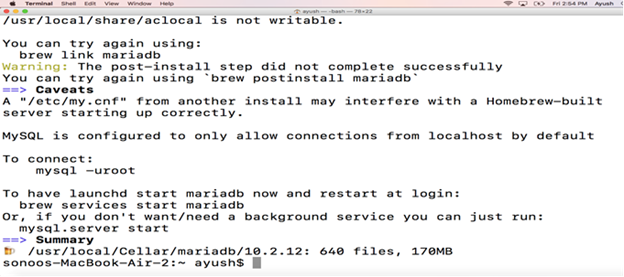 Terminal Shell Edit View Window Help Fri 2:54 PM Ayush
ayush — -bash — 78×22
/usr/local/share/aclocal is not writable.
You can try again using:
brew link mariadb
Warning: The post-install step did not complete successfully
You can try again using `brew postinstall mariadb`
==> Caveats
A "/etc/my.cnf" from another install may interfere with a Homebrew-built
server starting up correctly.
MySQL is configured to only allow connections from localhost by default
To connect:
mysql -uroot
To have launchd start mariadb now and restart at login:
brew services start mariadb
Or, if you don't want/need a background service you can just run:
mysql.server start
==> Summary
🍺 /usr/local/Cellar/mariadb/10.2.12: 640 files, 170MB
sonoos-MacBook-Air-2:~ ayush$